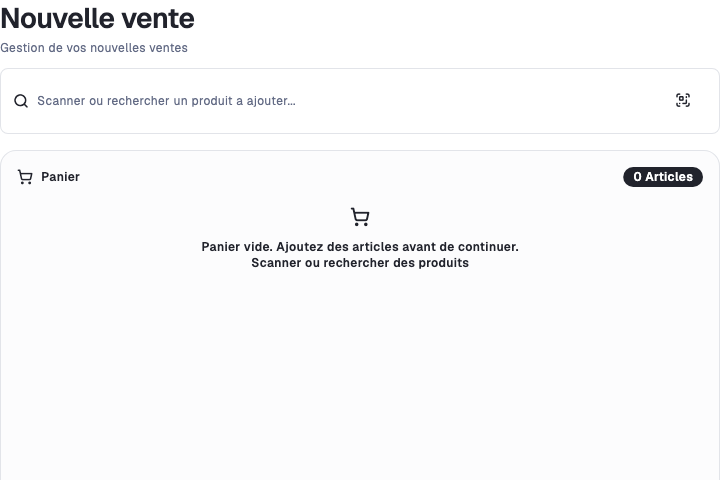 Nouvelle vente
Gestion de vos nouvelles ventes
Scanner ou rechercher un produit a ajouter...
Panier
0 Articles
Panier vide. Ajoutez des articles avant de continuer.
Scanner ou rechercher des produits